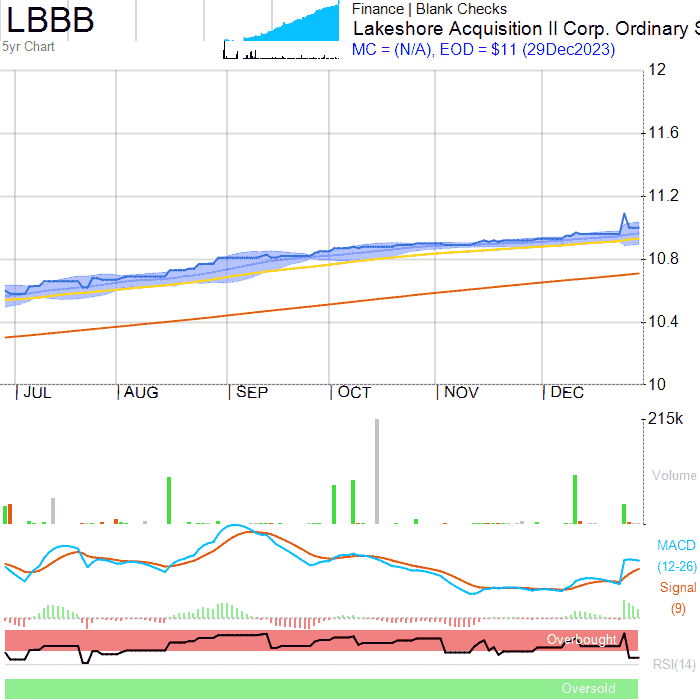 LBBB
5yr Chart
Finance | Blank Checks
Lakeshore Acquisition II Corp. Ordinary S
MC = (N/A), EOD = $11 (29Dec2023)
12
11.6
11.2
10.8
10.4
10
JUL AUG SEP OCT NOV DEC
215k
Volume
MACD
(12-26)
Signal
(9)
Overbought
RSI(14)
Oversold